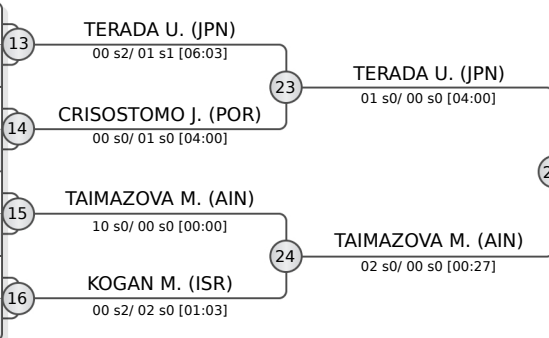 TERADA U. (JPN)
13
00 s2/ 01 s1 [06:03]
TERADA U. (JPN)
23
01 s0/ 00 s0 [04:00]
CRISOSTOMO J. (POR)
14
00 s0/ 01 s0 [04:00]
TAIMAZOVA M. (AIN)
15
10 s0/ 00 s0 [00:00]
TAIMAZOVA M. (AIN)
24
02 s0/ 00 s0 [00:27]
KOGAN M. (ISR)
16
00 s2/ 02 s0 [01:03]